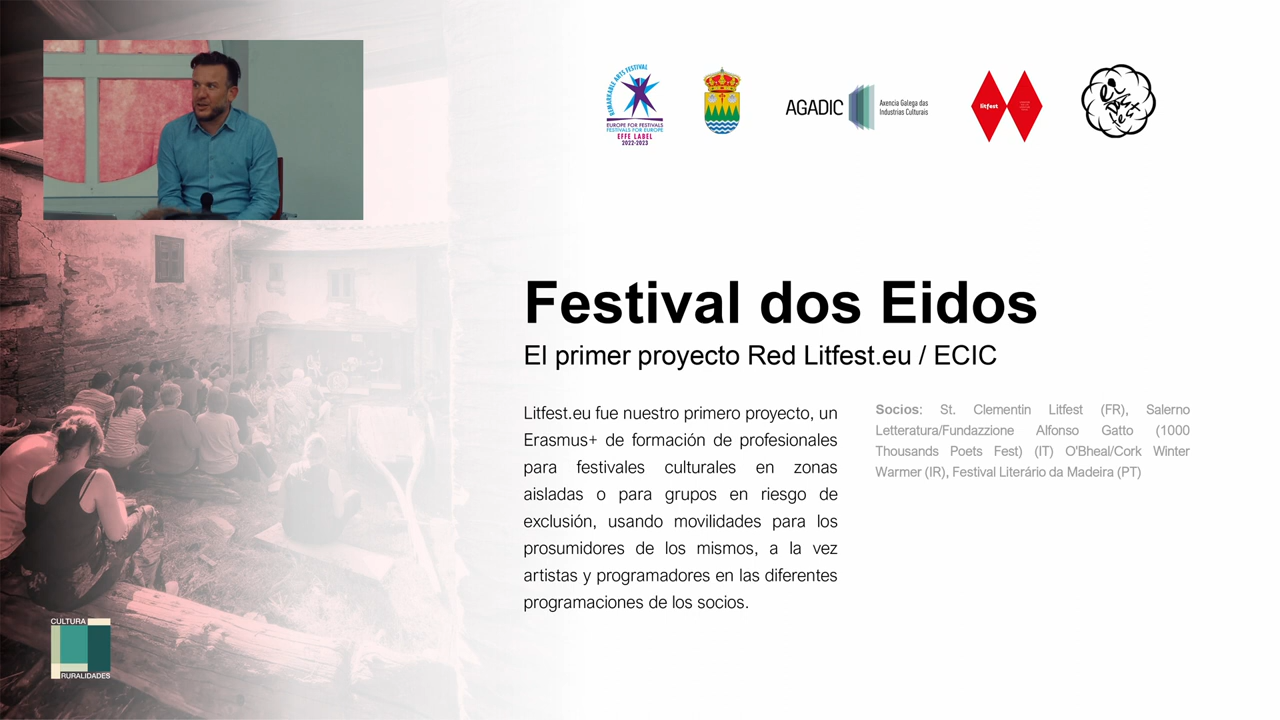 REMARKABLE ARTS FESTIVAL
EUROPE FOR FESTIVALS
FESTIVALS FOR EUROPE
EFFE LABEL
2022-2023
AGADIC
Axencia Galega das
Industrias Culturais
litfest
Festival dos Eidos
El primer proyecto Red Litfest.eu / ECIC
Litfest.eu fue nuestro primero proyecto, un
Erasmus+ de formación de profesionales
para festivales culturales en zonas
aisladas o para grupos en riesgo de
exclusión, usando movilidades para los
prosumidores de los mismos, a la vez
artistas y programadores en las diferentes
programaciones de los socios.
Socios: St. Clementin Litfest (FR), Salerno
Letteratura/Fundazzione Alfonso Gatto (1000
Thousands Poets Fest) (IT) O'Bheal/Cork Winter
Warmer (IR), Festival Literário da Madeira (PT)
CULTURA
RURALIDADES